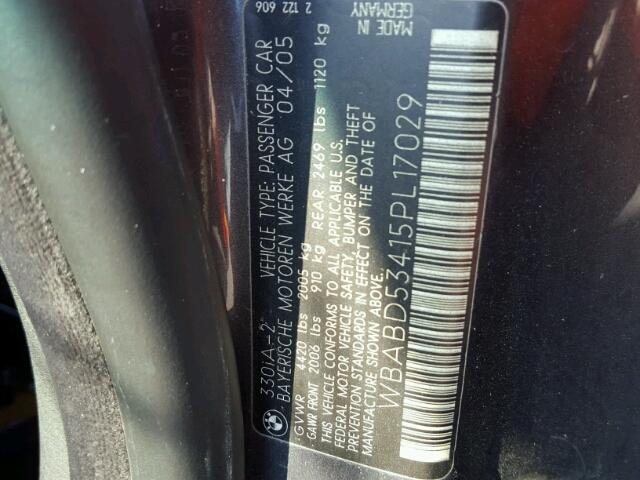 330iA-2 VEHICLE TYPE: PASSENGER CAR 2 122 606
BAYERISCHE MOTOREN WERKE AG 04/05
GVWR 4420 lbs 2005 kg
GAWR FRONT 2006 lbs 910 kg REAR 2469 lbs 1120 kg
THIS VEHICLE CONFORMS TO ALL APPLICABLE U.S.
FEDERAL MOTOR VEHICLE SAFETY, BUMPER AND THEFT
PREVENTION STANDARDS IN EFFECT ON THE DATE OF
MANUFACTURE SHOWN ABOVE.
MADE IN
GERMANY
WBABD53415PL17029